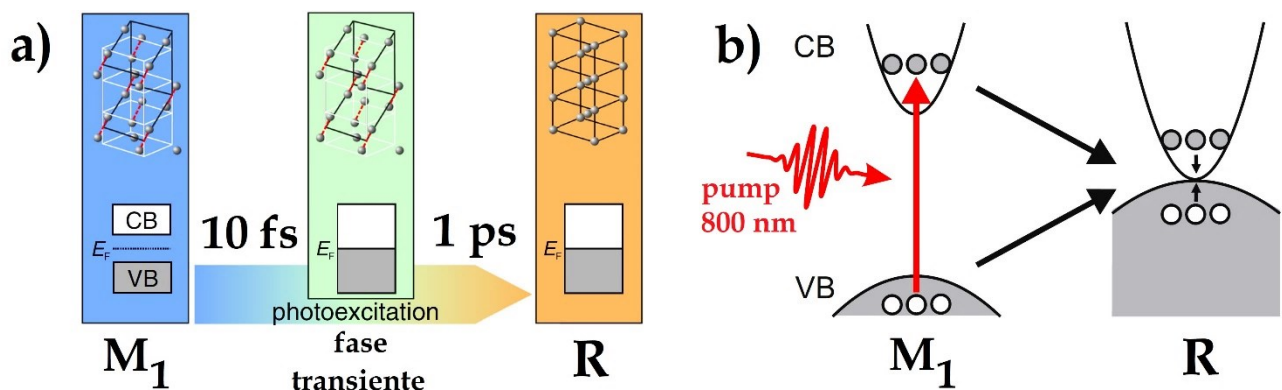 a)
CB
E_F
VB
10 fs
E_F
1 ps
E_F
photoexcitation
fase
transiente
M₁
R
b)
CB
pump
800 nm
VB
M₁
R